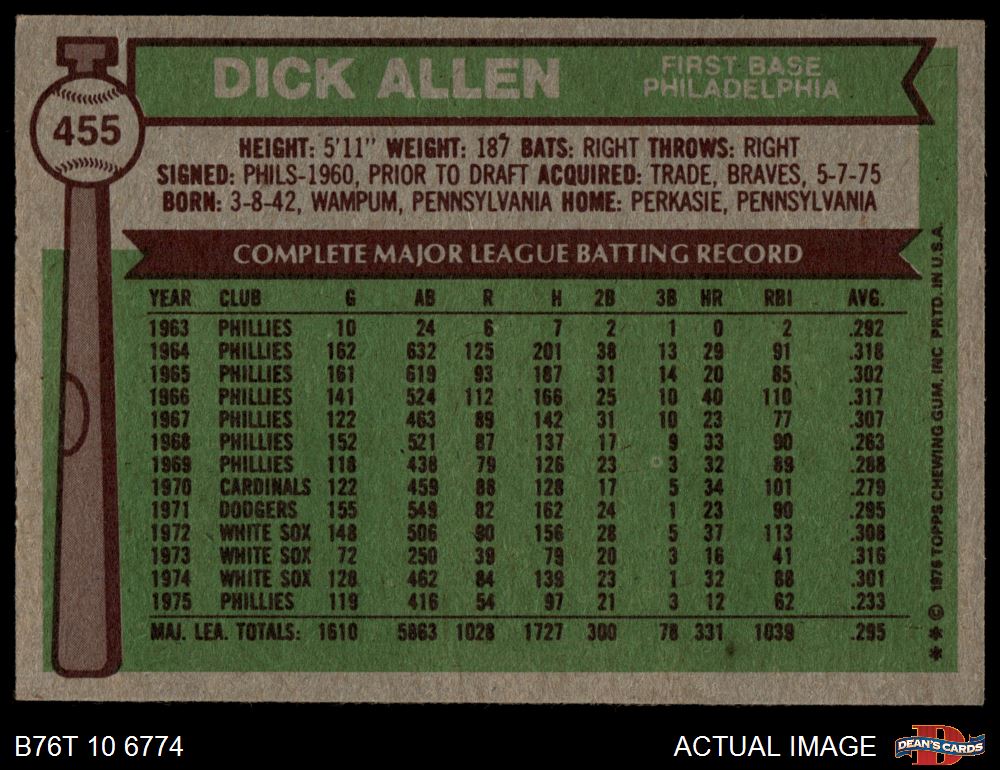 DICK ALLEN
FIRST BASE
PHILADELPHIA
455
HEIGHT: 5'11" WEIGHT: 187 BATS: RIGHT THROWS: RIGHT
SIGNED: PHILS-1960, PRIOR TO DRAFT ACQUIRED: TRADE, BRAVES, 5-7-75
BORN: 3-8-42, WAMPUM, PENNSYLVANIA HOME: PERKASIE, PENNSYLVANIA
COMPLETE MAJOR LEAGUE BATTING RECORD
YEAR CLUB G AB R H 2B 3B HR RBI AVG.
1963 PHILLIES 10 24 6 7 2 1 0 2 .292
1964 PHILLIES 162 632 125 201 38 13 29 91 .318
1965 PHILLIES 161 619 93 187 31 14 20 85 .302
1966 PHILLIES 141 524 112 166 25 10 40 110 .317
1967 PHILLIES 122 463 89 142 31 10 23 77 .307
1968 PHILLIES 152 521 87 137 17 9 33 90 .263
1969 PHILLIES 118 438 79 126 23 3 32 89 .288
1970 CARDINALS 122 459 88 128 17 5 34 101 .279
1971 DODGERS 155 549 82 162 24 1 23 90 .295
1972 WHITE SOX 148 506 90 156 28 5 37 113 .308
1973 WHITE SOX 72 250 39 79 20 3 16 41 .316
1974 WHITE SOX 128 462 84 139 23 1 32 88 .301
1975 PHILLIES 119 416 54 97 21 3 12 62 .233
MAJ. LEA. TOTALS: 1610 5863 1028 1727 300 78 331 1039 .295
** © 1976 TOPPS CHEWING GUM, INC PRTD. IN U.S.A.
B76T 10 6774
ACTUAL IMAGE
DEAN'S CARDS